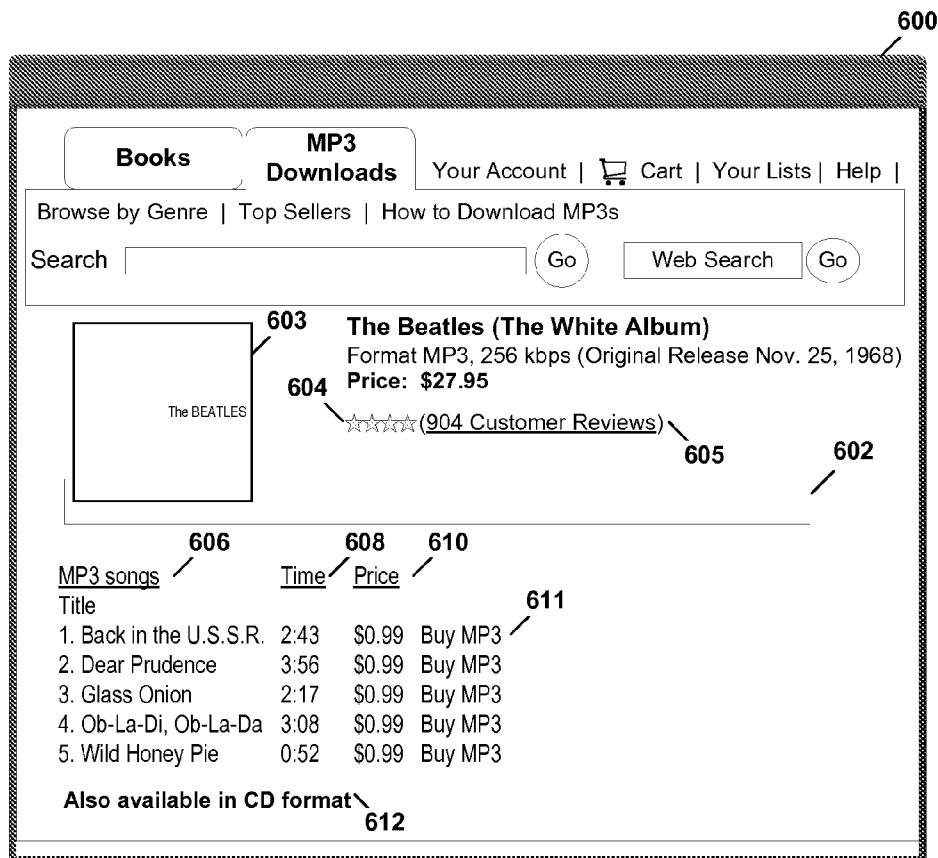 600
Books
MP3 Downloads
Your Account | Cart | Your Lists | Help |
Browse by Genre | Top Sellers | How to Download MP3s
Search Go Web Search Go
603
The BEATLES
The Beatles (The White Album)
Format MP3, 256 kbps (Original Release Nov. 25, 1968)
Price: $27.95
604
(904 Customer Reviews)
605
602
606 608 610
MP3 songs Time Price
Title
611
1. Back in the U.S.S.R. 2:43 $0.99 Buy MP3
2. Dear Prudence 3:56 $0.99 Buy MP3
3. Glass Onion 2:17 $0.99 Buy MP3
4. Ob-La-Di, Ob-La-Da 3:08 $0.99 Buy MP3
5. Wild Honey Pie 0:52 $0.99 Buy MP3
Also available in CD format
612